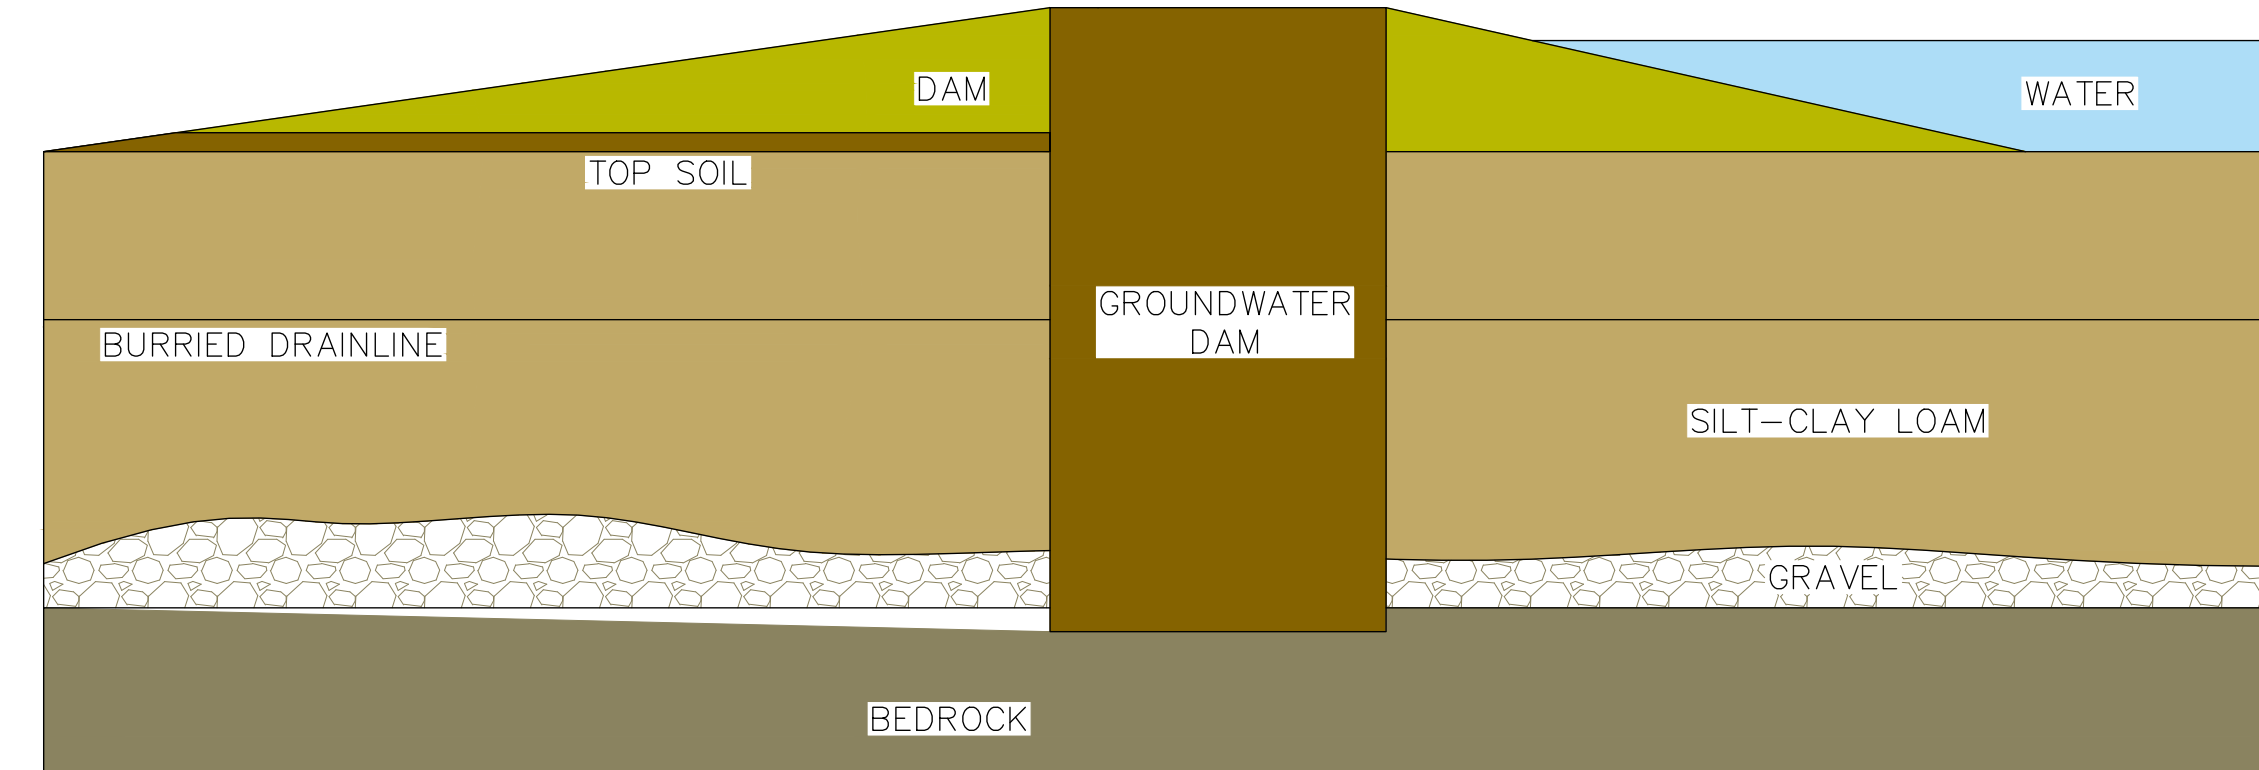 DAM
WATER
TOP SOIL
GROUNDWATER
DAM
BURRIED DRAINLINE
SILT-CLAY LOAM
GRAVEL
BEDROCK